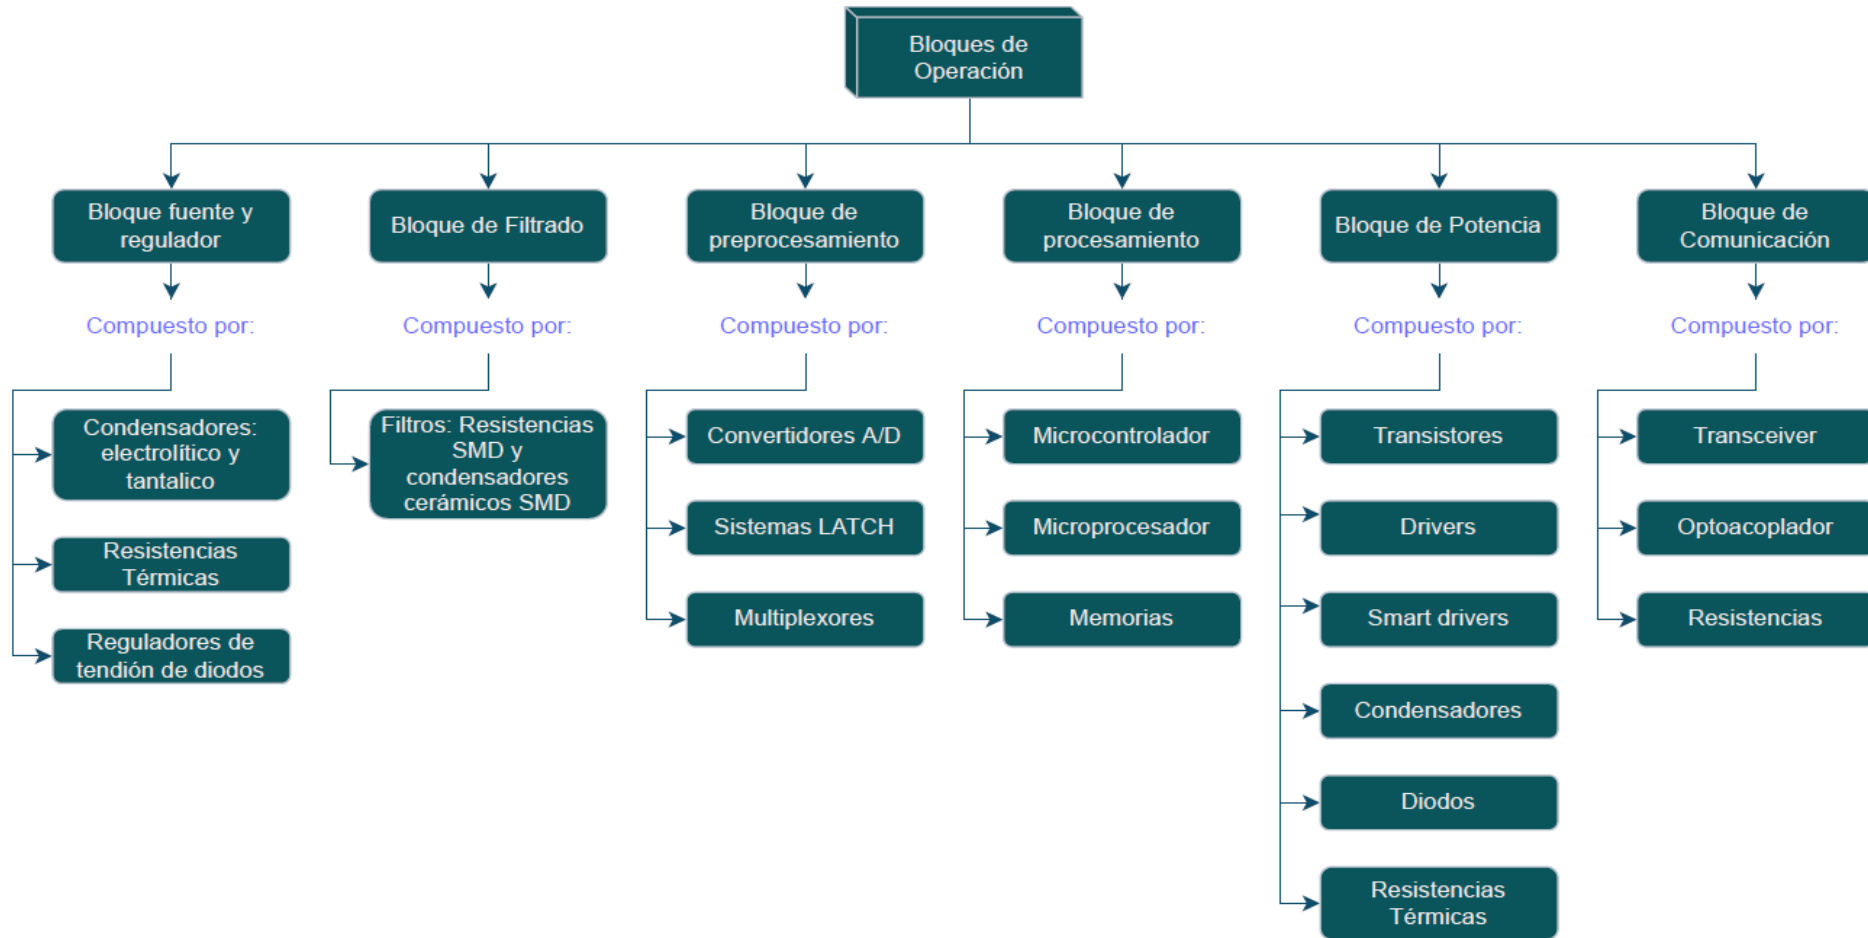 Bloques de
Operación
Bloque fuente y
regulador
Bloque de Filtrado
Bloque de
preprocesamiento
Bloque de
procesamiento
Bloque de Potencia
Bloque de
Comunicación
Compuesto por:
Compuesto por:
Compuesto por:
Compuesto por:
Compuesto por:
Compuesto por:
Condensadores:
electrolítico y
tantalico
Resistencias
Térmicas
Reguladores de
tendión de diodos
Filtros: Resistencias
SMD y
condensadores
cerámicos SMD
Convertidores A/D
Sistemas LATCH
Multiplexores
Microcontrolador
Microprocesador
Memorias
Transistores
Drivers
Smart drivers
Condensadores
Diodos
Resistencias
Térmicas
Transceiver
Optoacoplador
Resistencias